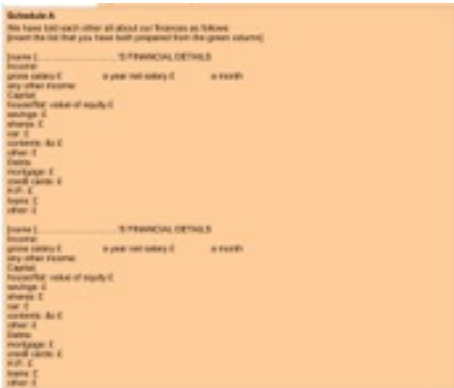 Schedule A
We have told each other all about our finances as follows:
[insert the list that you have both prepared from the green column]
[name ].............................'S FINANCIAL DETAILS
Income:
gross salary £ a year net salary £ a month
any other income:
Capital:
house/flat: value of equity £
savings: £
shares: £
car: £
contents: &c £
other: £
Debts:
mortgage: £
credit cards: £
H.P.: £
loans: £
other: £
[name ].............................'S FINANCIAL DETAILS
Income:
gross salary £ a year net salary £ a month
any other income:
Capital:
house/flat: value of equity £
savings: £
shares: £
car: £
contents: &c £
other: £
Debts:
mortgage: £
credit cards: £
H.P.: £
loans: £
other: £